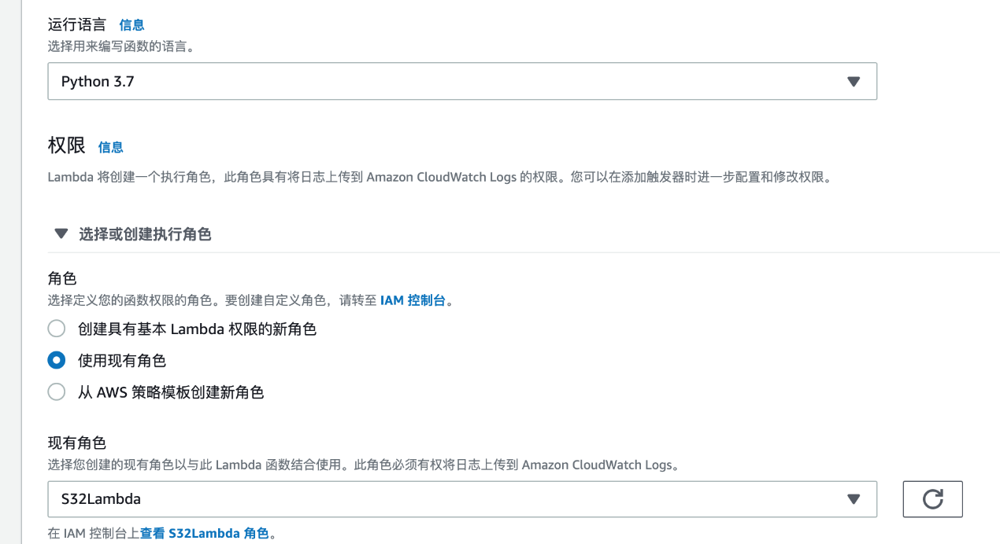 运行语言 信息
选择用来编写函数的语言。
Python 3.7
权限 信息
Lambda 将创建一个执行角色，此角色具有将日志上传到 Amazon CloudWatch Logs 的权限。您可以在添加触发器时进一步配置和修改权限。
选择或创建执行角色
角色
选择定义您的函数权限的角色。要创建自定义角色，请转至 IAM 控制台。
创建具有基本 Lambda 权限的新角色
使用现有角色
从 AWS 策略模板创建新角色
现有角色
选择您创建的现有角色以与此 Lambda 函数结合使用。此角色必须有权将日志上传到 Amazon CloudWatch Logs。
S32Lambda
在 IAM 控制台上查看 S32Lambda 角色。